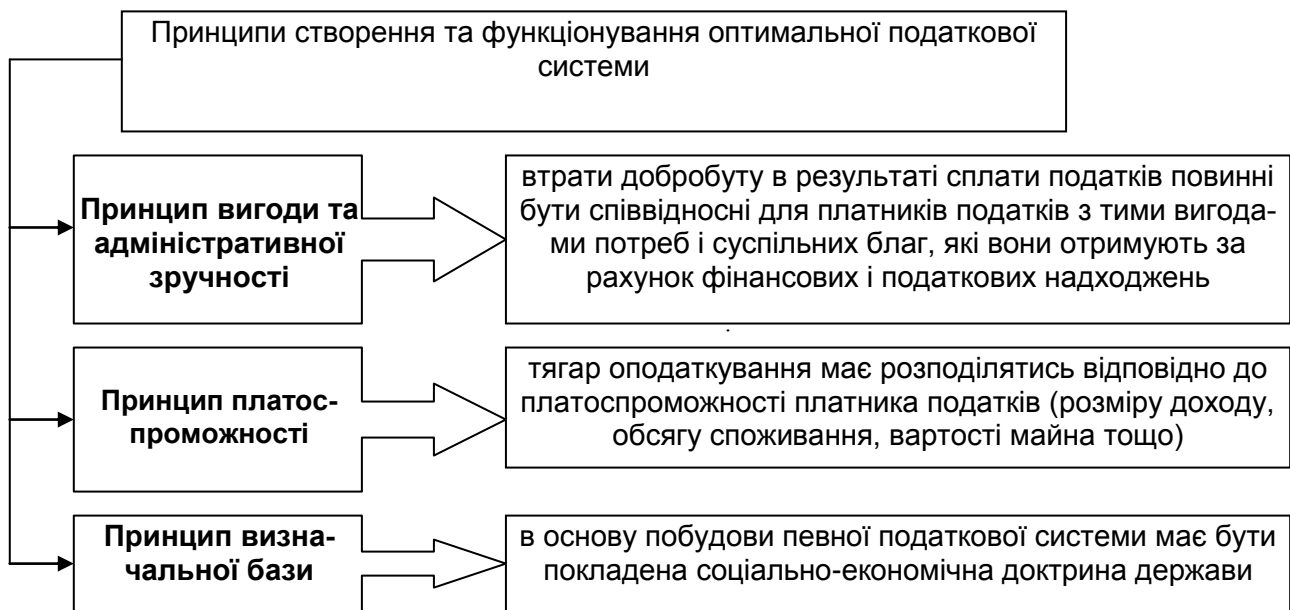 Принципи створення та функціонування оптимальної податкової
системи
Принцип вигоди та
адміністративної
зручності
втрати добробуту в результаті сплати податків повинні
бути співвідносні для платників податків з тими вигода-
ми потреб і суспільних благ, які вони отримують за
рахунок фінансових і податкових надходжень
Принцип платос-
проможності
тягар оподаткування має розподілятись відповідно до
платоспроможності платника податків (розміру доходу,
обсягу споживання, вартості майна тощо)
Принцип визна-
чальної бази
в основу побудови певної податкової системи має бути
покладена соціально-економічна доктрина держави